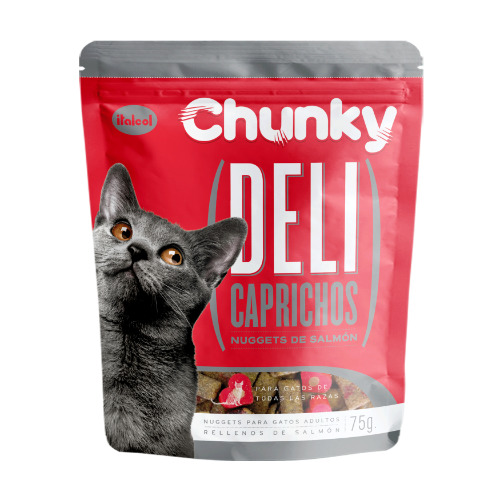 italcol
Chunky
DELI
CAPRICHOS
NUGGETS DE SALMÓN
PARA GATOS DE
TODAS LAS RAZAS
NUGGETS PARA GATOS ADULTOS
RELLENOS DE SALMÓN
75g